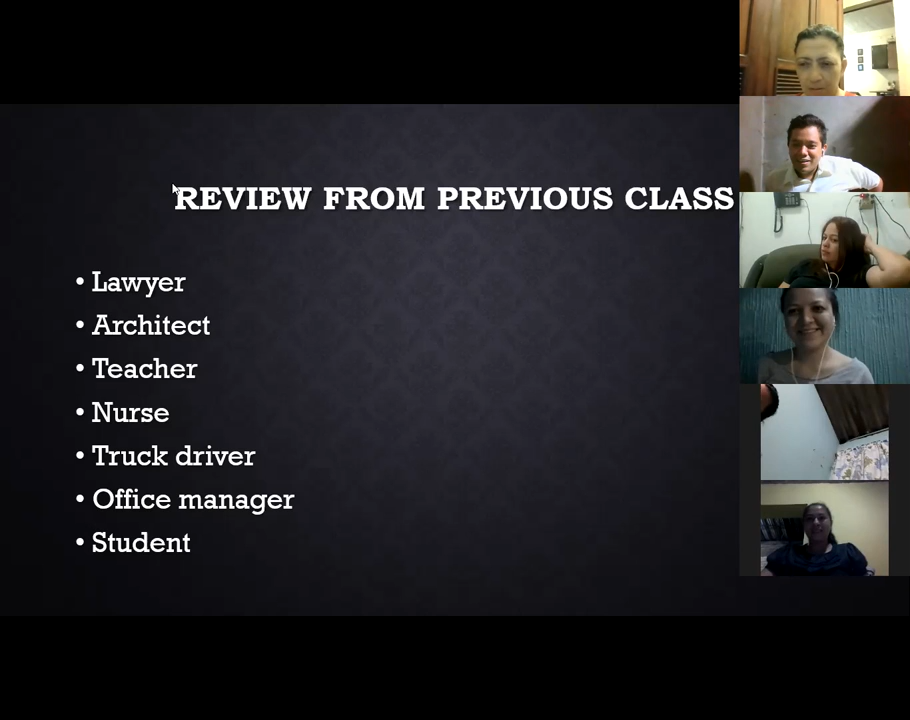 REVIEW FROM PREVIOUS CLASS
• Lawyer
• Architect
• Teacher
• Nurse
• Truck driver
• Office manager
• Student